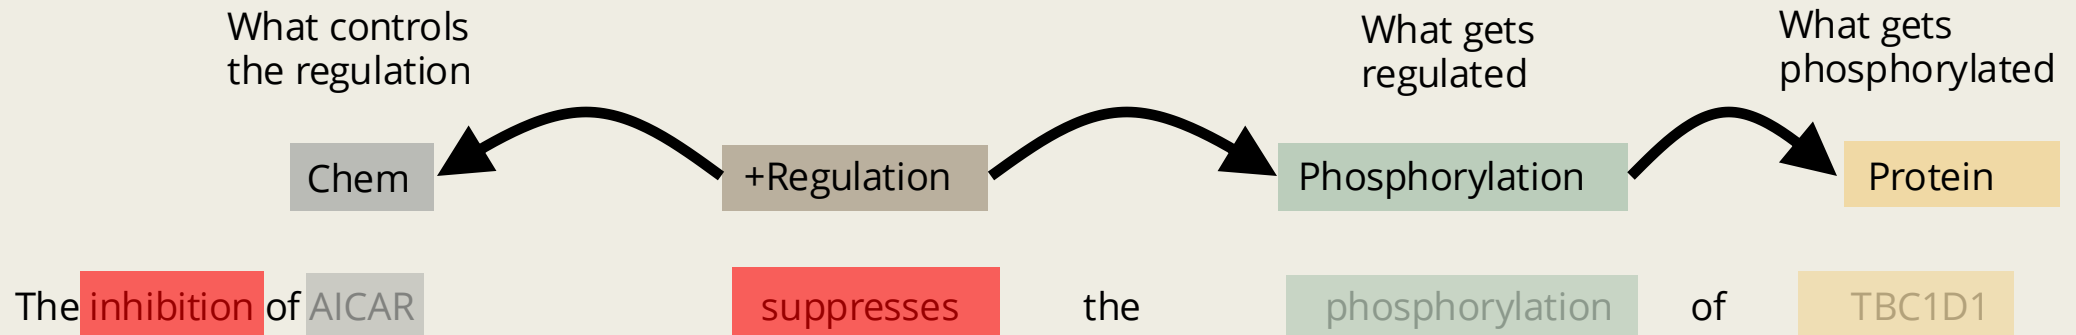 What controls
the regulation
What gets
regulated
What gets
phosphorylated
Chem
+Regulation
Phosphorylation
Protein
The inhibition of AICAR suppresses the phosphorylation of TBC1D1